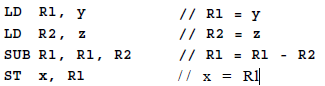 LD R1, y // R1 = y
LD R2, z // R2 = z
SUB R1, R1, R2 // R1 = R1 - R2
ST x, R1 // x = R1